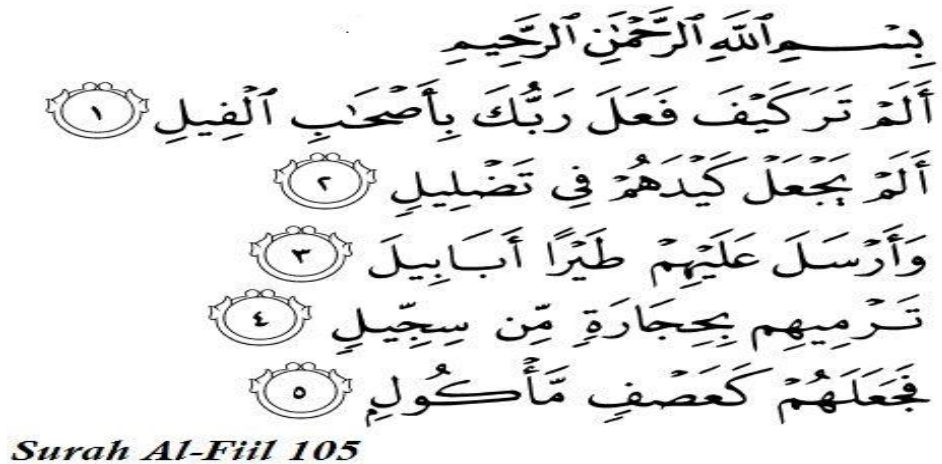 بِسْمِ ٱللَّهِ ٱلرَّحْمَٰنِ ٱلرَّحِيمِ
أَلَمْ تَرَ كَيْفَ فَعَلَ رَبُّكَ بِأَصْحَٰبِ ٱلْفِيلِ ١
أَلَمْ يَجْعَلْ كَيْدَهُمْ فِى تَضْلِيلٍ ٢
وَأَرْسَلَ عَلَيْهِمْ طَيْرًا أَبَابِيلَ ٣
تَرْمِيهِم بِحِجَارَةٍ مِّن سِجِّيلٍ ٤
فَجَعَلَهُمْ كَعَصْفٍ مَّأْكُولٍ ٥
Surah Al-Fiil 105